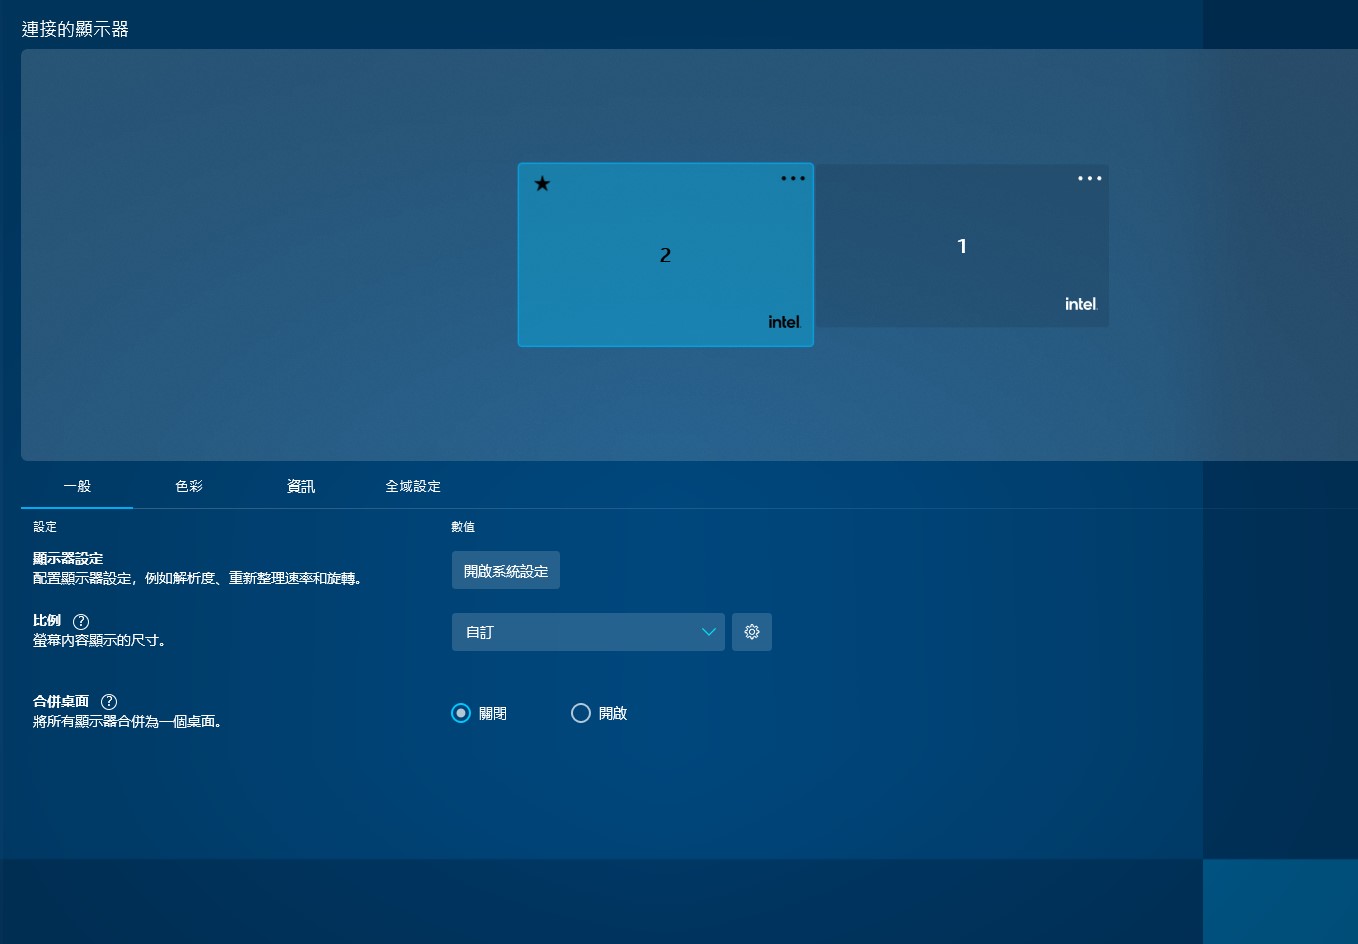 連接的顯示器
★
2
intel.
1
intel.
一般
色彩
資訊
全域設定
設定
數值
顯示器設定
配置顯示器設定，例如解析度、重新整理速率和旋轉。
開啟系統設定
比例 ?
螢幕內容顯示的尺寸。
自訂
合併桌面 ?
將所有顯示器合併為一個桌面。
關閉
開啟